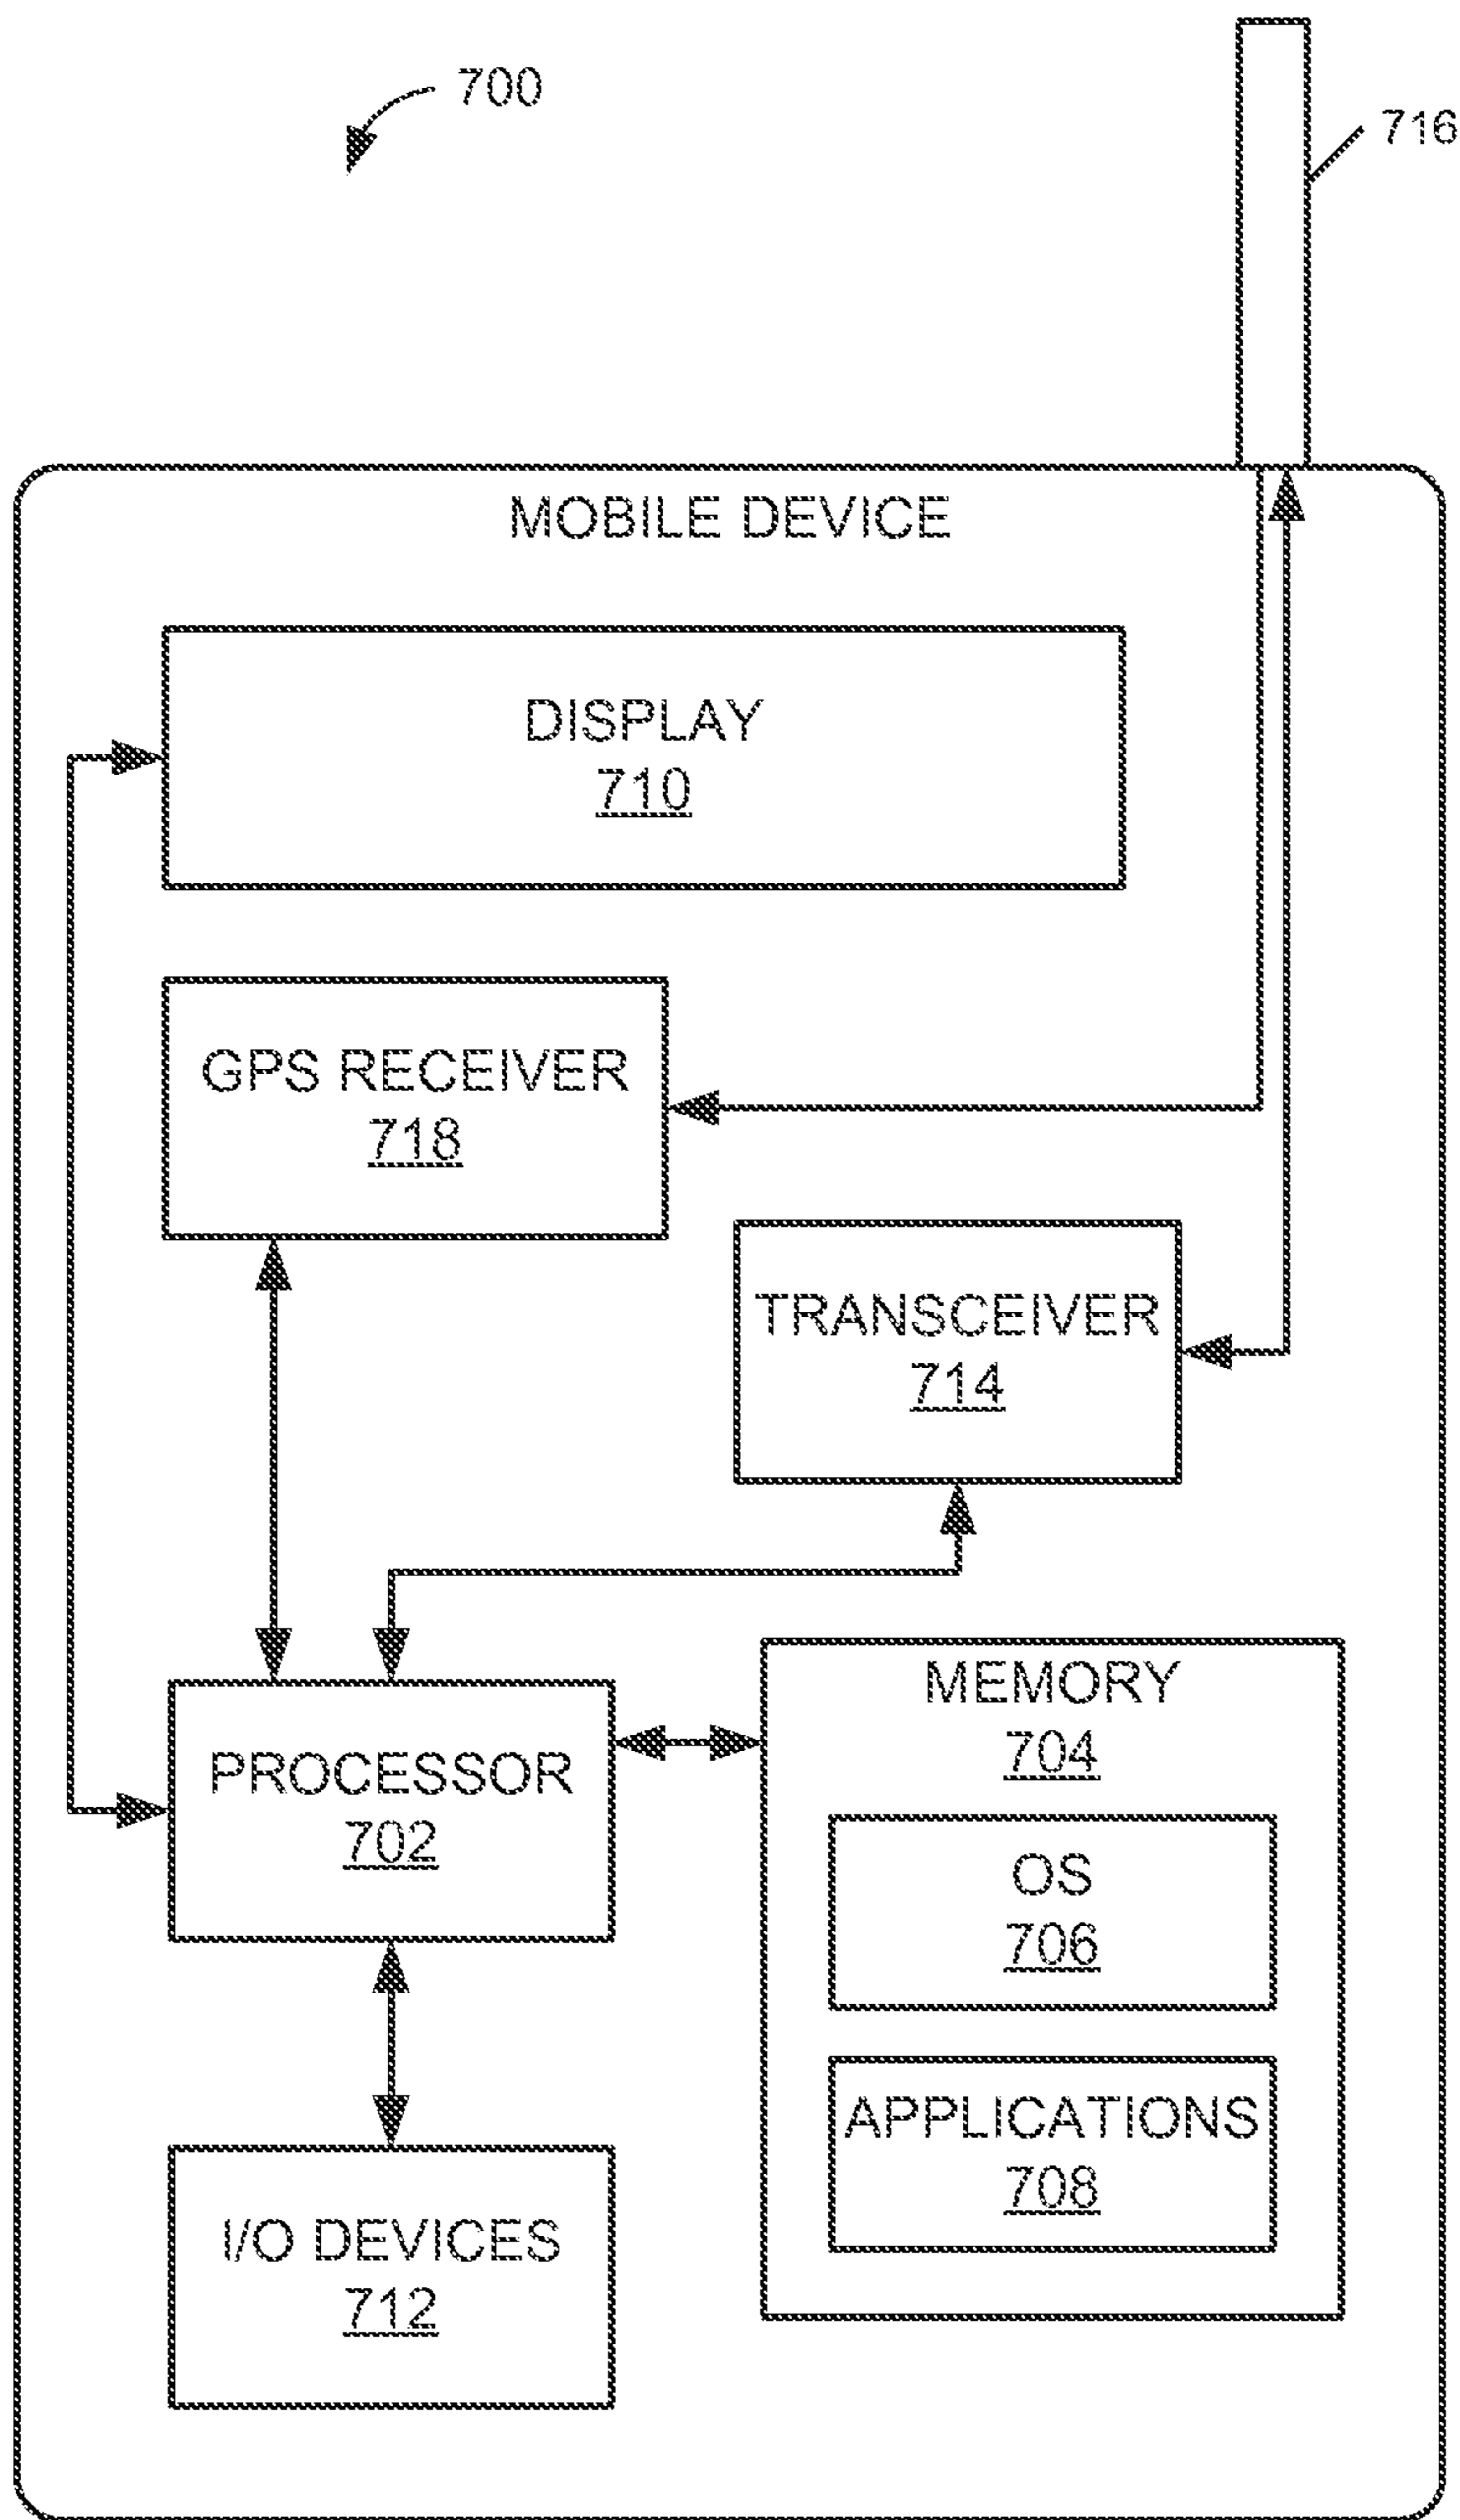 700
716
MOBILE DEVICE
DISPLAY
710
GPS RECEIVER
718
TRANSCEIVER
714
PROCESSOR
702
MEMORY
704
OS
706
APPLICATIONS
708
I/O DEVICES
712